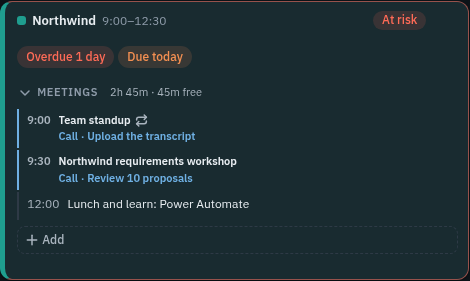 Northwind 9:00–12:30 At risk
Overdue 1 day Due today
MEETINGS 2h 45m · 45m free
9:00 Team standup
Call · Upload the transcript
9:30 Northwind requirements workshop
Call · Review 10 proposals
12:00 Lunch and learn: Power Automate
+ Add